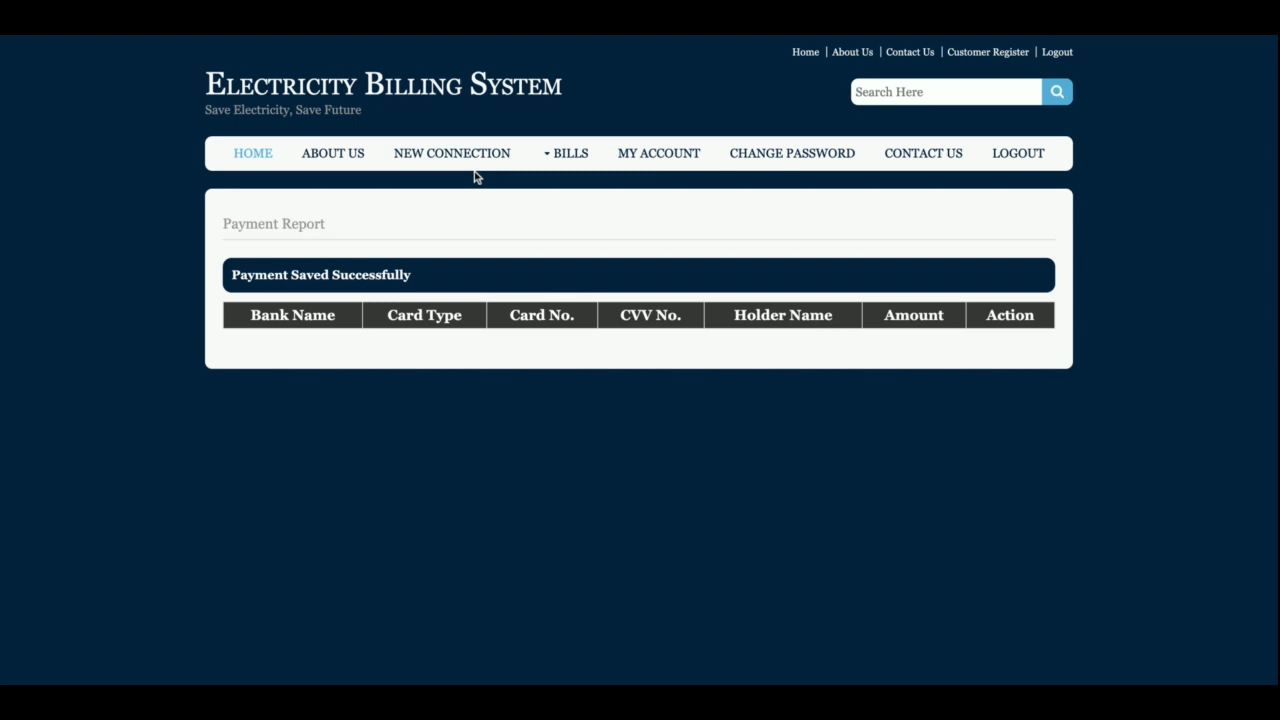 Home | About Us | Contact Us | Customer Register | Logout
Electricity Billing System
Save Electricity, Save Future
Search Here
HOME ABOUT US NEW CONNECTION BILLS MY ACCOUNT CHANGE PASSWORD CONTACT US LOGOUT
Payment Report
Payment Saved Successfully
Bank Name Card Type Card No. CVV No. Holder Name Amount Action